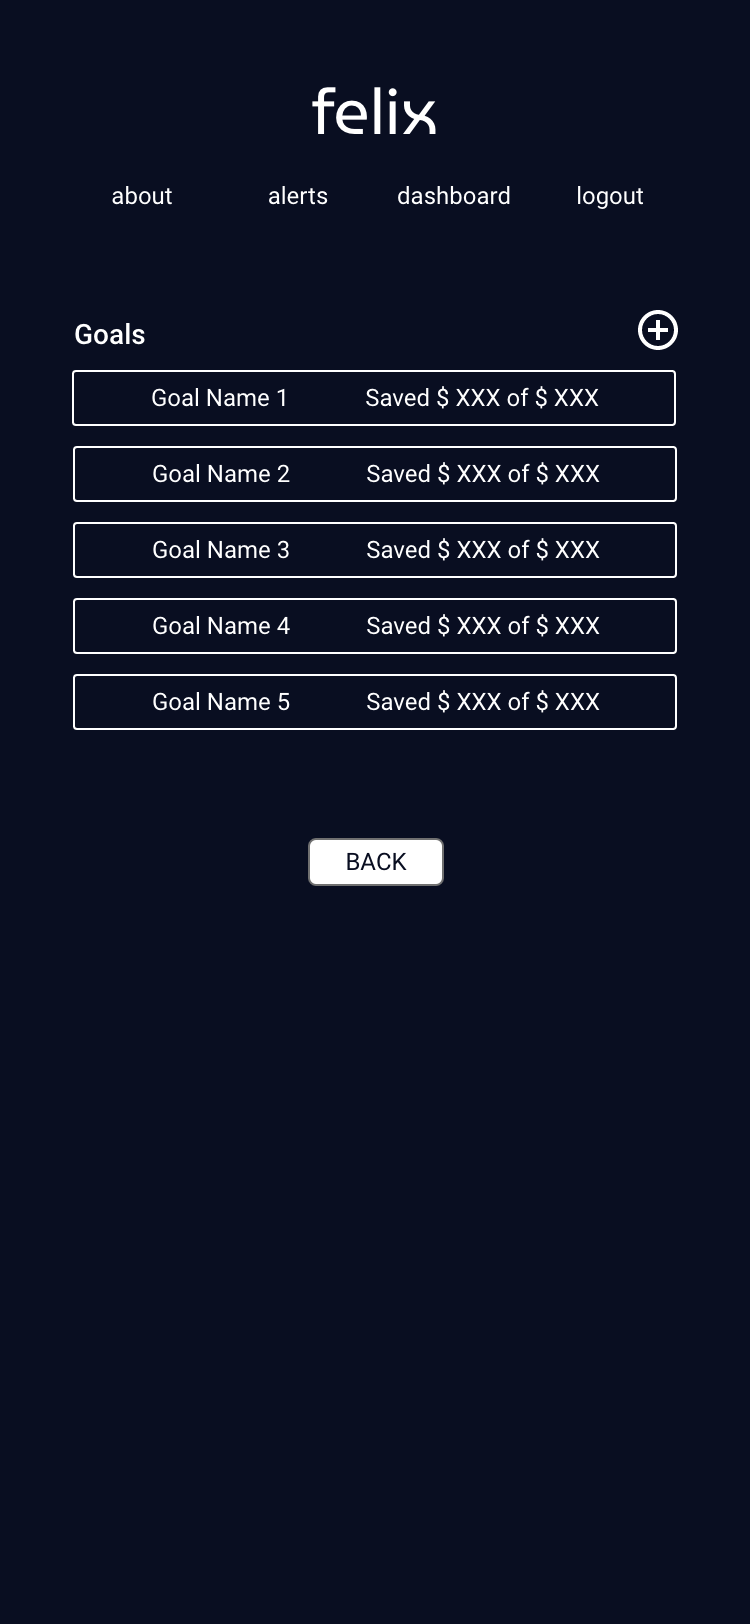 felix
about alerts dashboard logout
Goals
Goal Name 1 Saved $ XXX of $ XXX
Goal Name 2 Saved $ XXX of $ XXX
Goal Name 3 Saved $ XXX of $ XXX
Goal Name 4 Saved $ XXX of $ XXX
Goal Name 5 Saved $ XXX of $ XXX
BACK